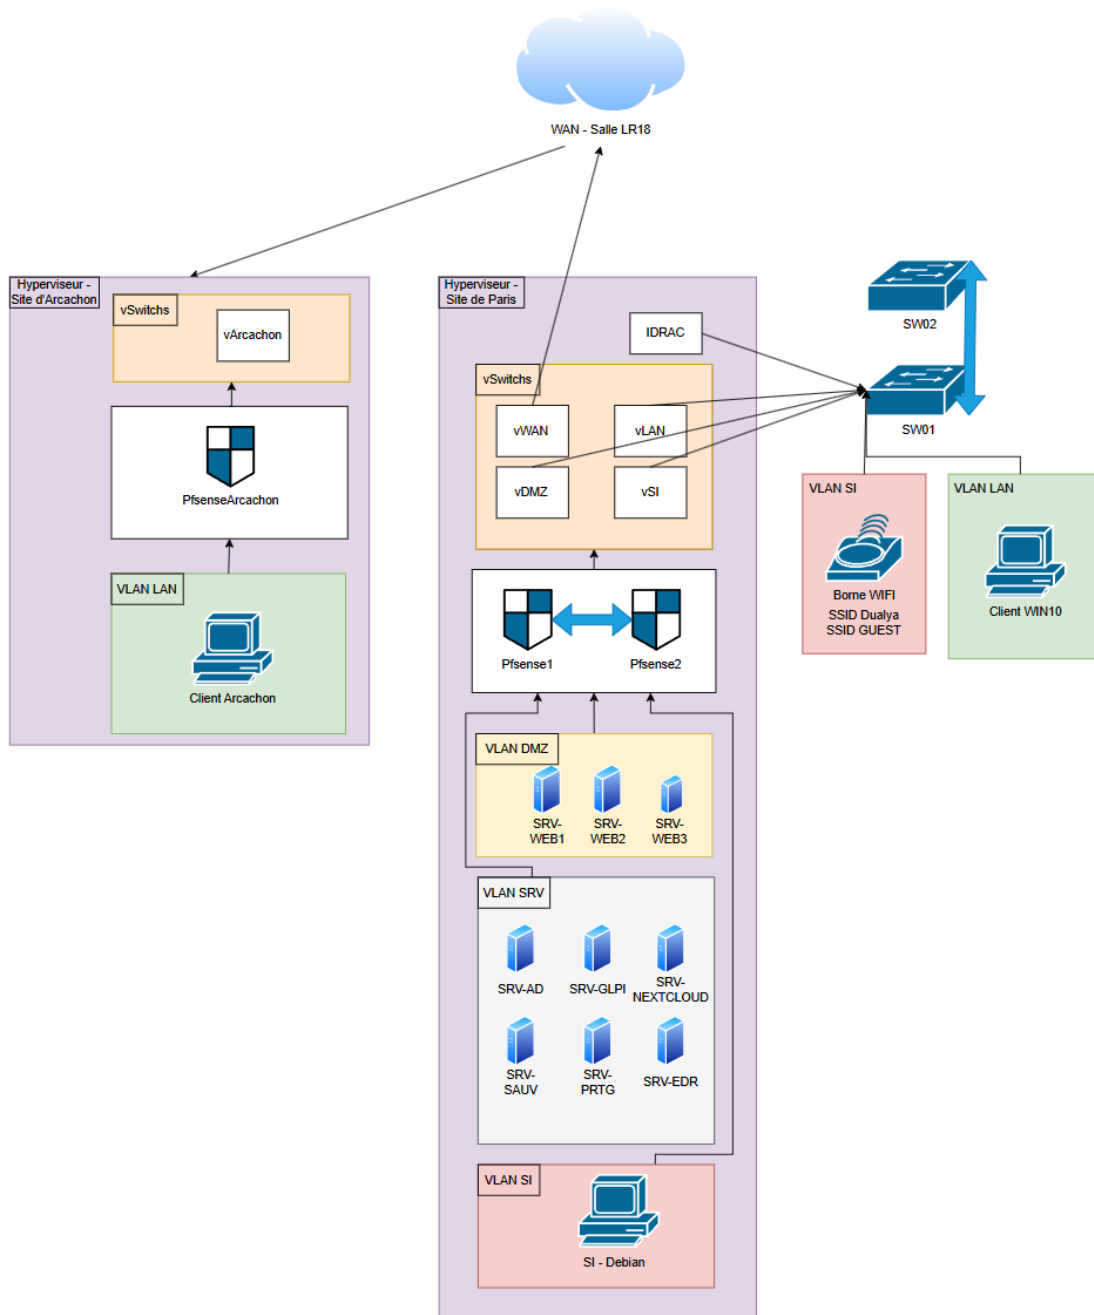 WAN - Salle LR18
Hyperviseur -
Site d'Arcachon
vSwitchs
vArcachon
PfsenseArcachon
VLAN LAN
Client Arcachon
Hyperviseur -
Site de Paris
IDRAC
vSwitchs
vWAN
vLAN
vDMZ
vSI
Pfsense1
Pfsense2
VLAN DMZ
SRV-
WEB1
SRV-
WEB2
SRV-
WEB3
VLAN SRV
SRV-AD
SRV-GLPI
SRV-
NEXTCLOUD
SRV-
SAUV
SRV-
PRTG
SRV-EDR
VLAN SI
SI - Debian
SW02
SW01
VLAN SI
Borne WIFI
SSID Dualya
SSID GUEST
VLAN LAN
Client WIN10